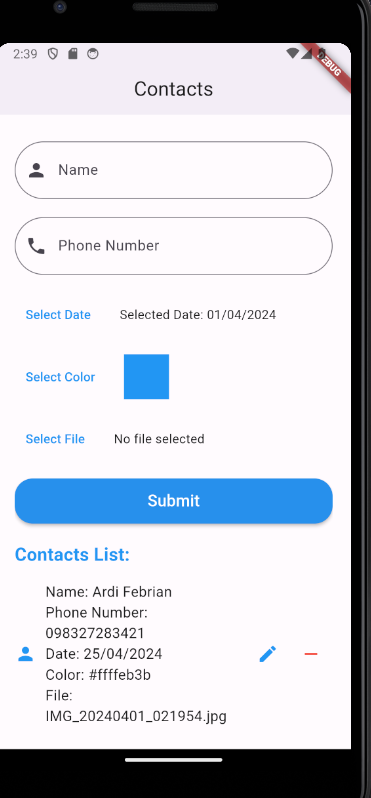 2:39
DEBUG
Contacts
Name
Phone Number
Select Date Selected Date: 01/04/2024
Select Color
Select File No file selected
Submit
Contacts List:
Name: Ardi Febrian
Phone Number:
098327283421
Date: 25/04/2024
Color: #ffffeb3b
File:
IMG_20240401_021954.jpg